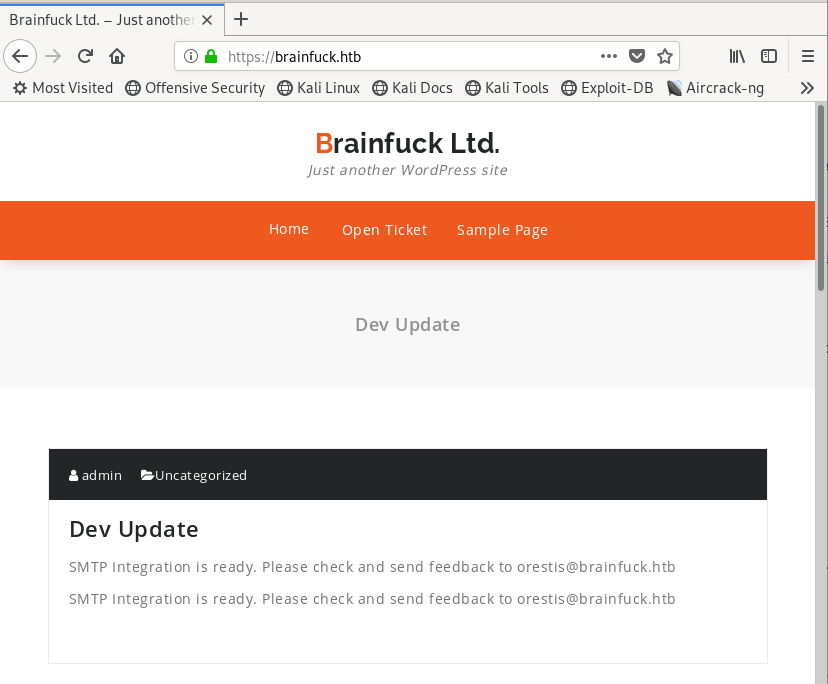 Brainfuck Ltd. – Just another
https://brainfuck.htb
Most Visited Offensive Security Kali Linux Kali Docs Kali Tools Exploit-DB Aircrack-ng
Brainfuck Ltd.
Just another WordPress site
Home Open Ticket Sample Page
Dev Update
admin Uncategorized
Dev Update
SMTP Integration is ready. Please check and send feedback to orestis@brainfuck.htb
SMTP Integration is ready. Please check and send feedback to orestis@brainfuck.htb